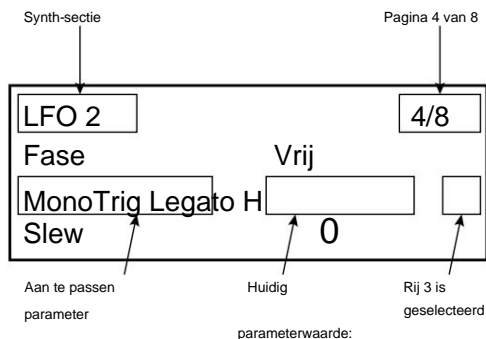 Synth-sectie Pagina 4 van 8
LFO 2 4/8
Fase Vrij
MonoTrig Legato H
Slew 0
Aan te passen Huidig Rij 3 is
parameter geselecteerd
parameterwaarde: